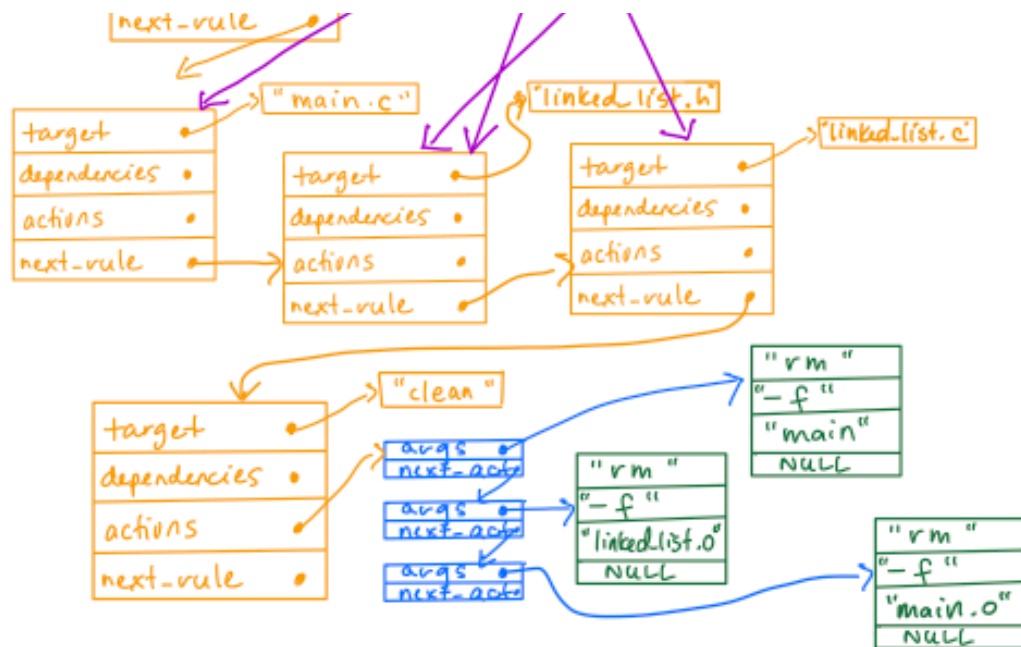 next_rule
"main.c"
target
dependencies
actions
next_rule
"linked_list.h"
target
dependencies
actions
next_rule
"linked_list.c"
target
dependencies
actions
next_rule
"clean"
target
dependencies
actions
next_rule
args
next_act
args
next_act
args
next_act
"rm"
"-f"
"main"
NULL
"rm"
"-f"
"linked_list.o"
NULL
"rm"
"-f"
"main.o"
NULL